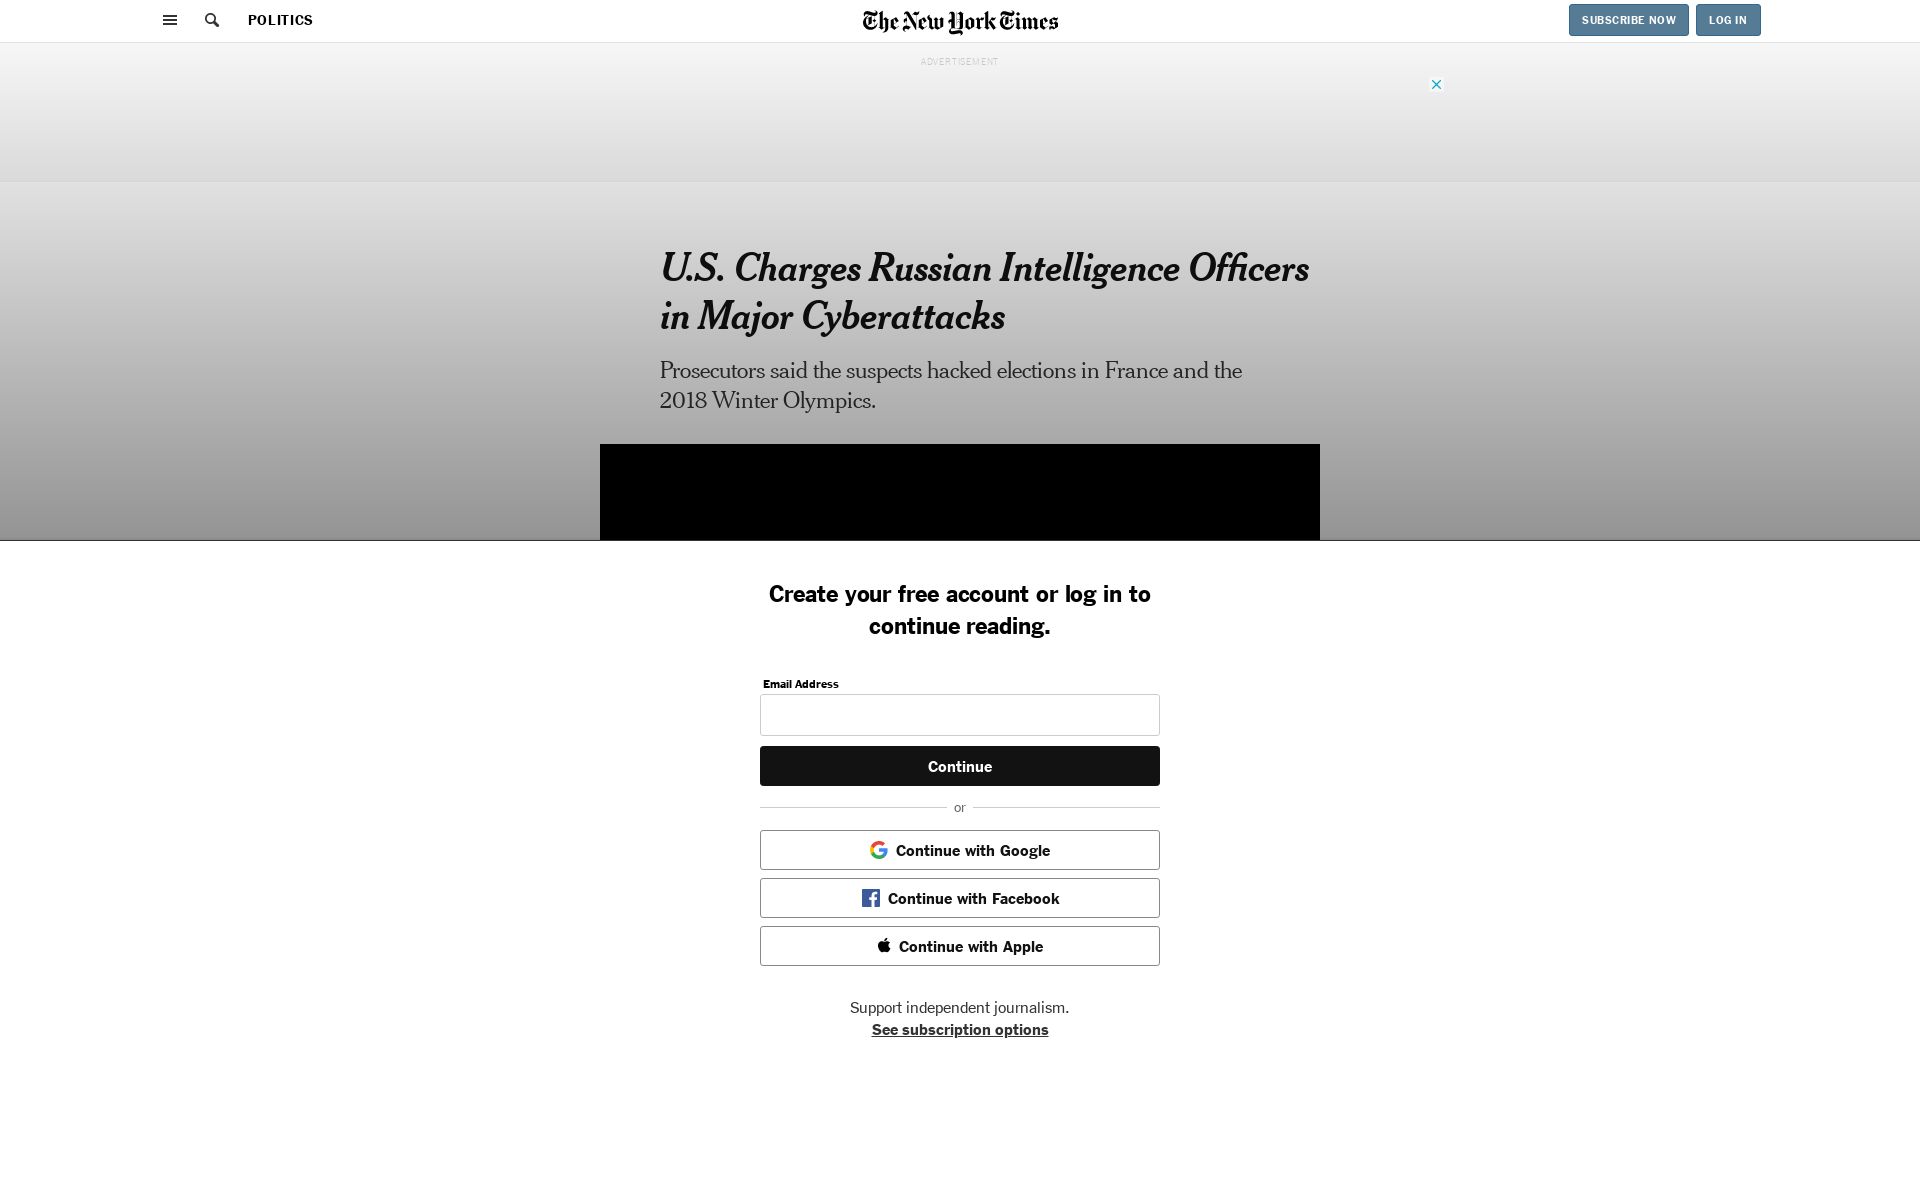 POLITICS
The New York Times
SUBSCRIBE NOW
LOG IN
ADVERTISEMENT
U.S. Charges Russian Intelligence Officers
in Major Cyberattacks
Prosecutors said the suspects hacked elections in France and the
2018 Winter Olympics.
Create your free account or log in to
continue reading.
Email Address
Continue
or
Continue with Google
Continue with Facebook
Continue with Apple
Support independent journalism.
See subscription options